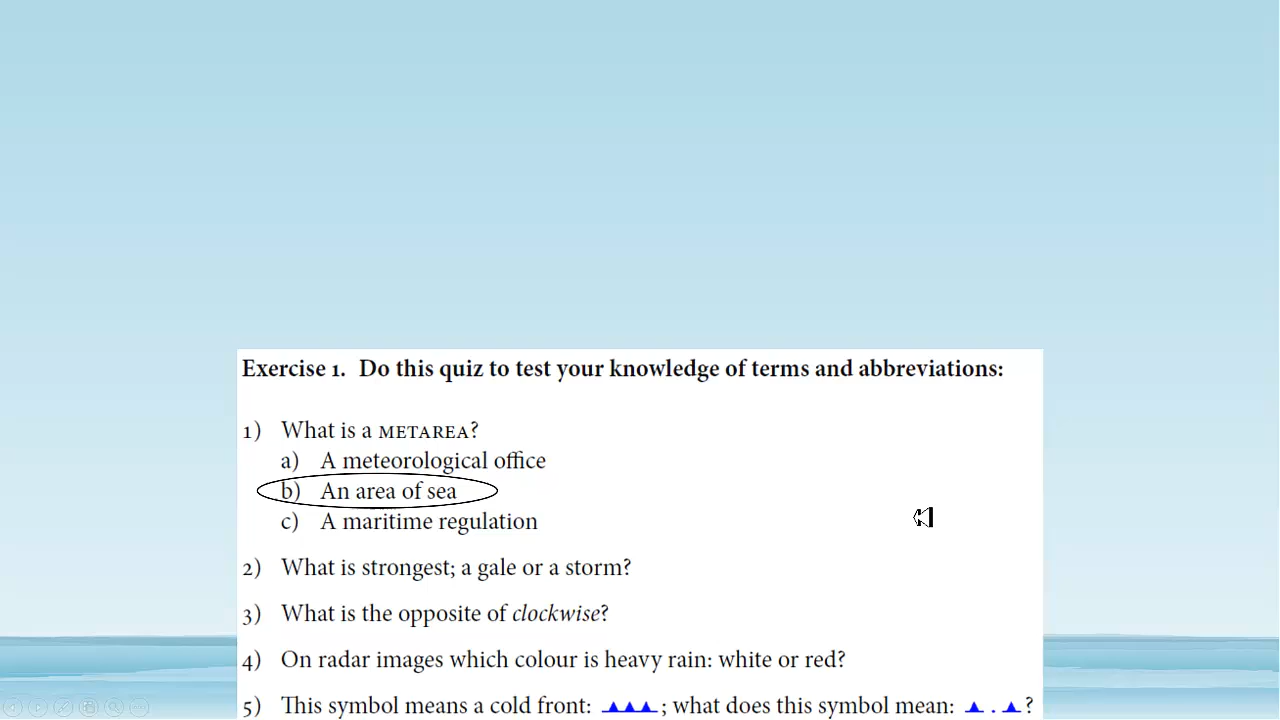 Exercise 1. Do this quiz to test your knowledge of terms and abbreviations:
1) What is a METAREA?
a) A meteorological office
b) An area of sea
c) A maritime regulation
2) What is strongest; a gale or a storm?
3) What is the opposite of clockwise?
4) On radar images which colour is heavy rain: white or red?
5) This symbol means a cold front: ▲▲▲; what does this symbol mean: ▲ . ▲?